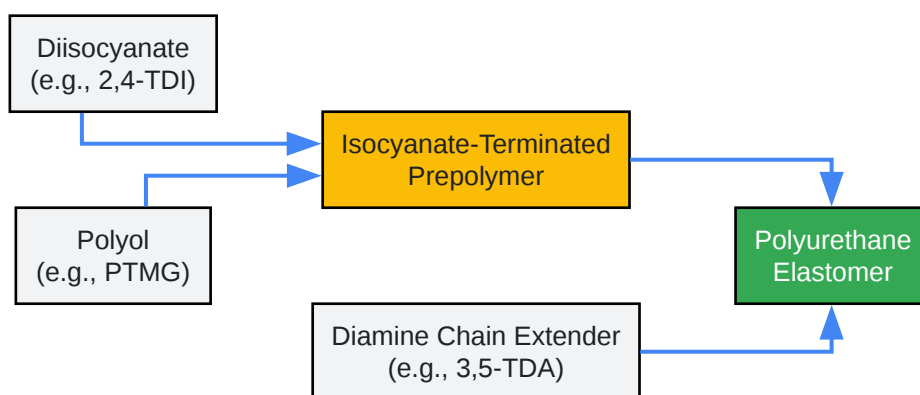 Diisocyanate
(e.g., 2,4-TDI)
Isocyanate-Terminated
Prepolymer
Polyol
(e.g., PTMG)
Polyurethane
Elastomer
Diamine Chain Extender
(e.g., 3,5-TDA)